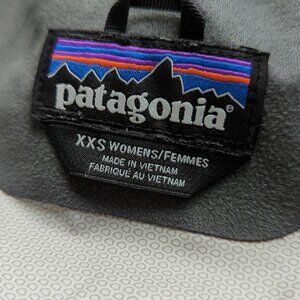 patagonia®
XXS WOMENS/FEMMES
MADE IN VIETNAM
FABRIQUÉ AU VIETNAM